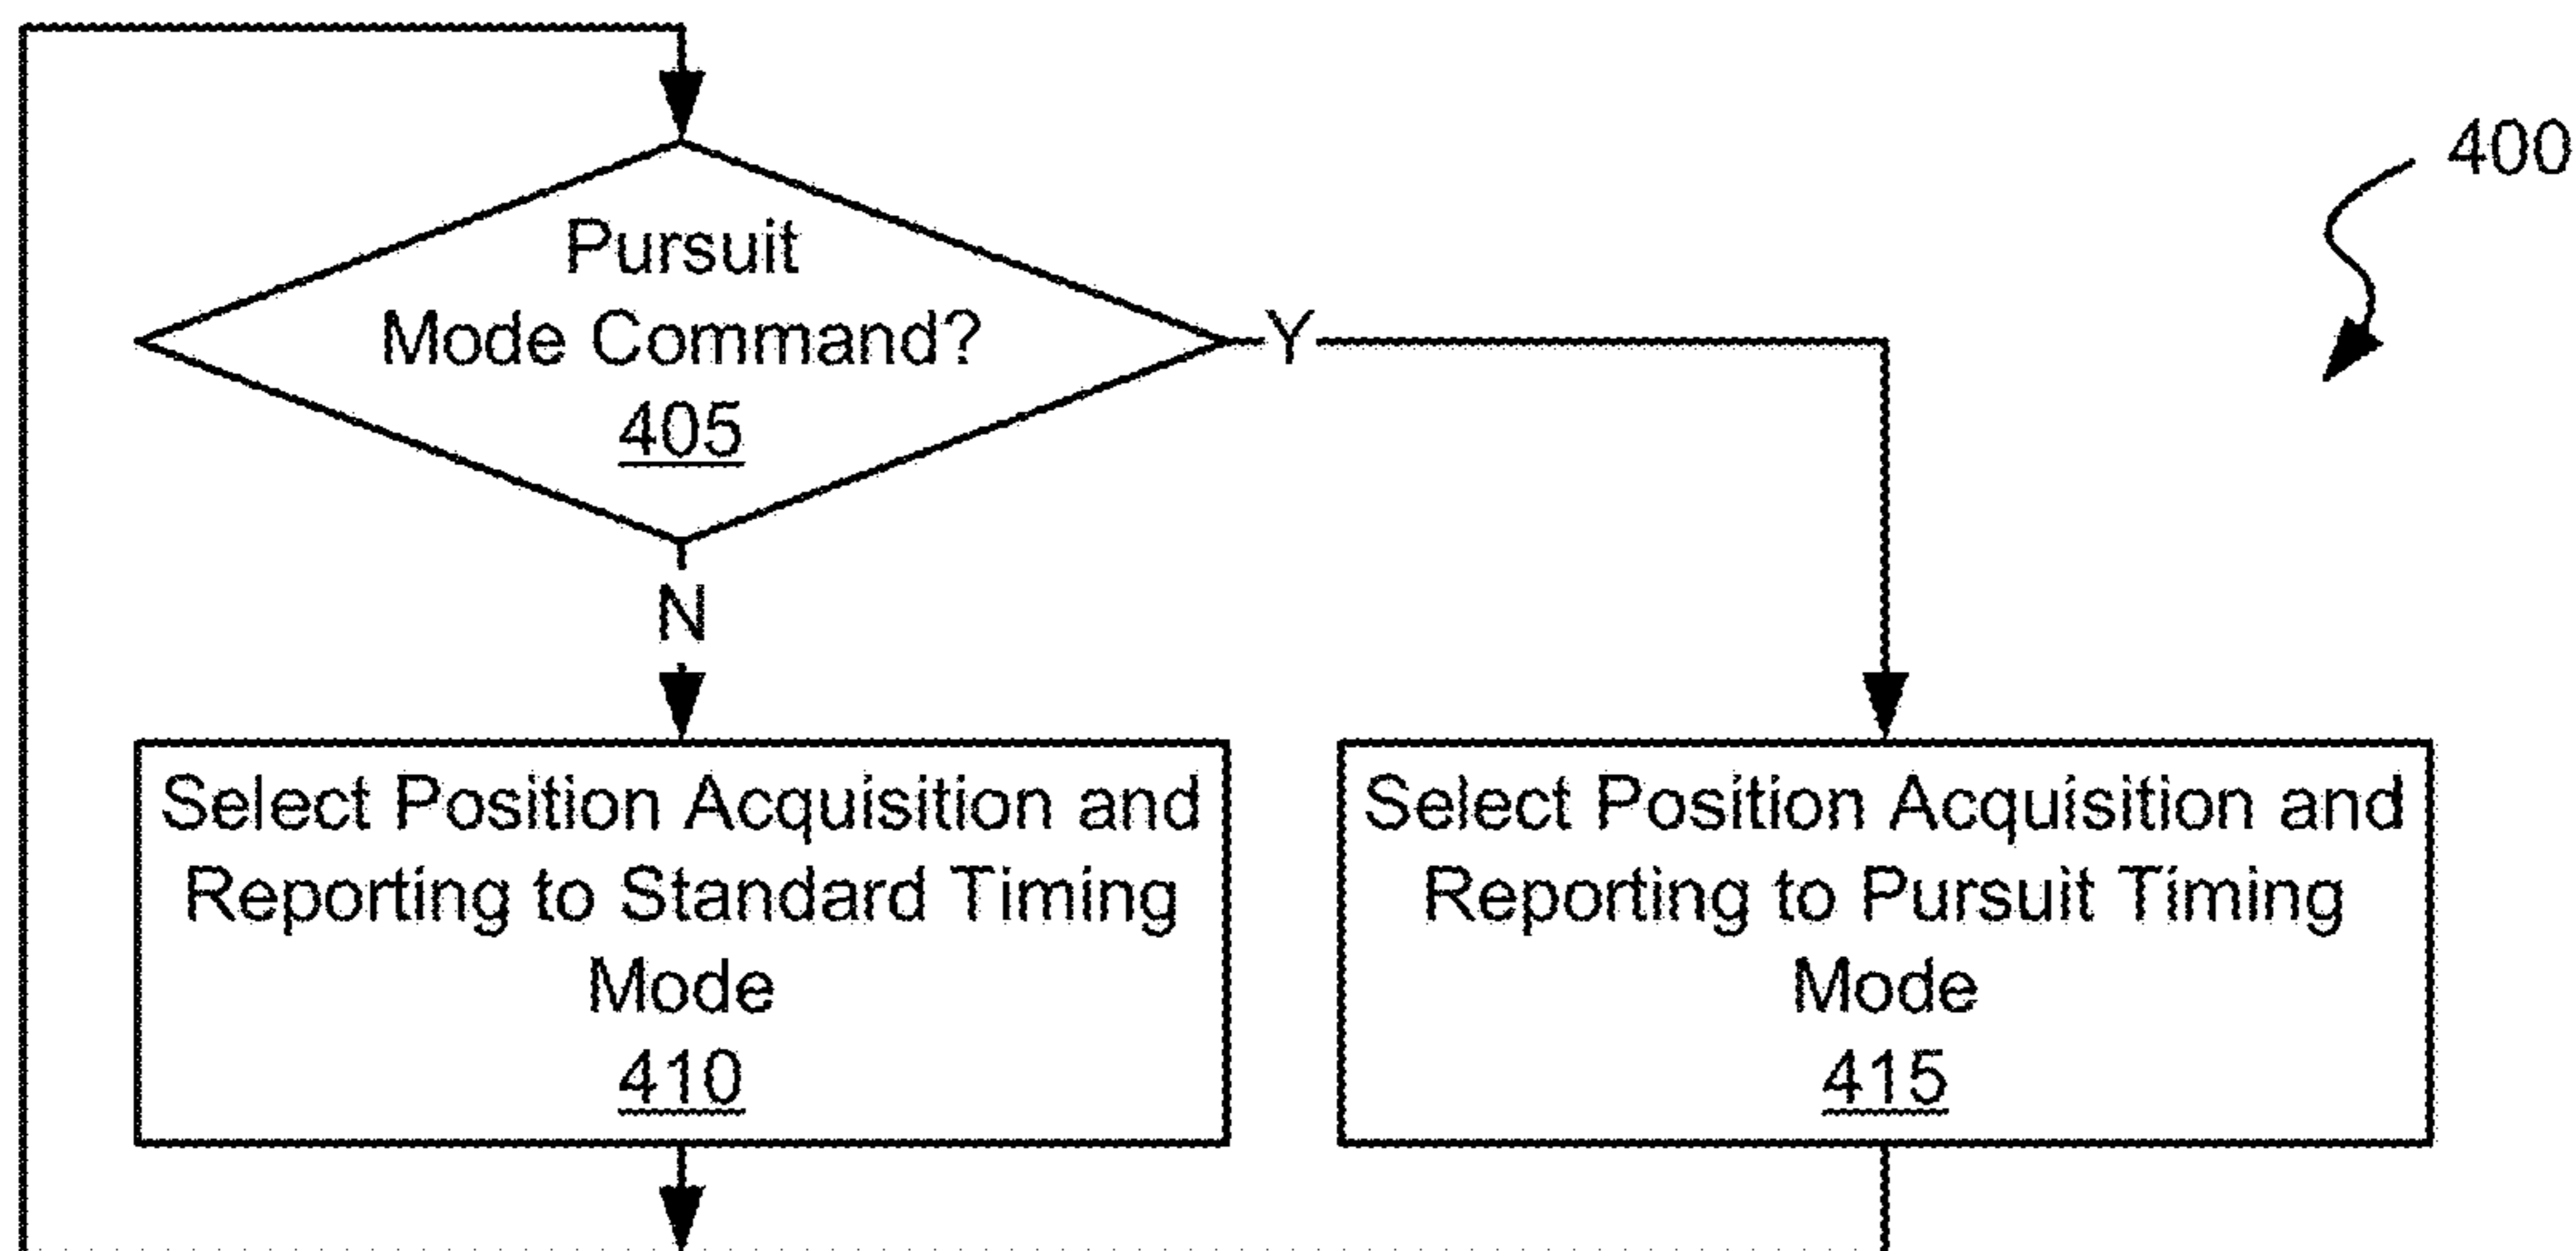 400
Pursuit
Mode Command?
405
Y
N
Select Position Acquisition and
Reporting to Standard Timing
Mode
410
Select Position Acquisition and
Reporting to Pursuit Timing
Mode
415